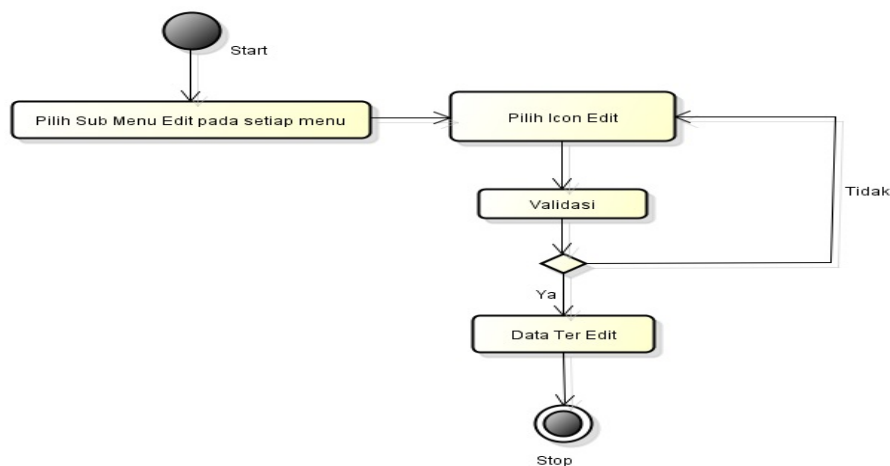 Start
Pilih Sub Menu Edit pada setiap menu
Pilih Icon Edit
Validasi
Tidak
Ya
Data Ter Edit
Stop